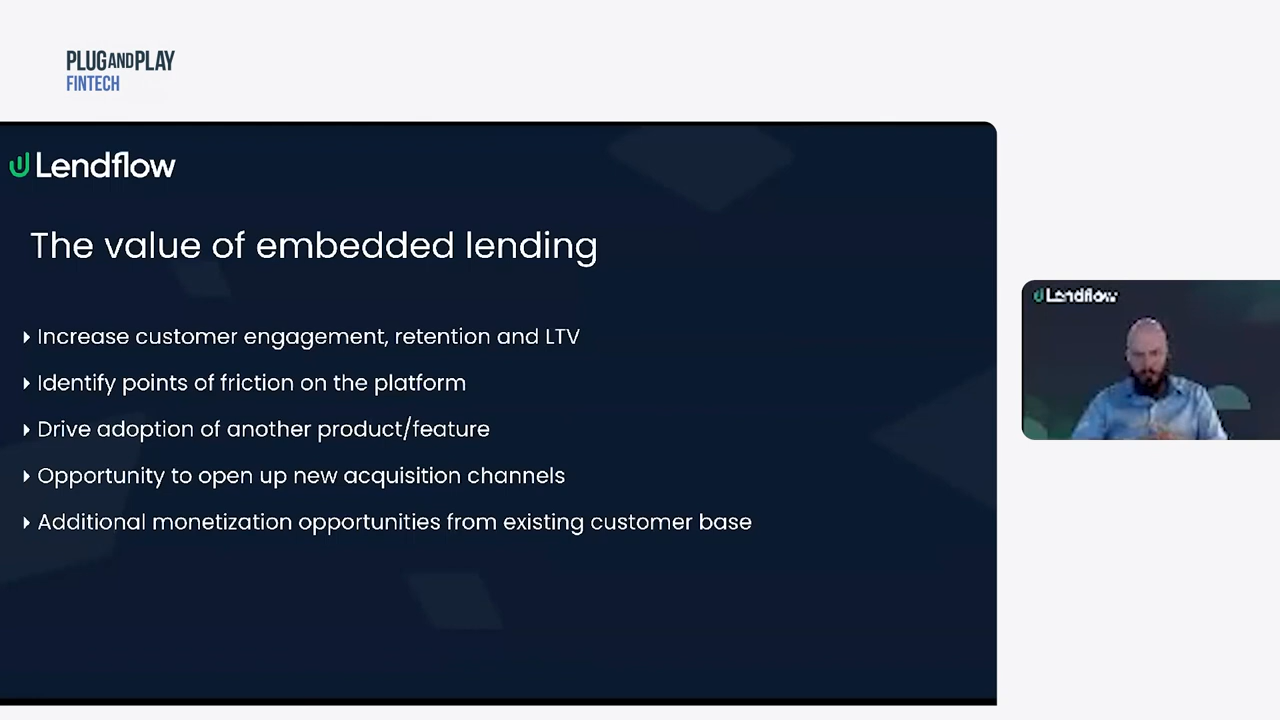 PLUGANDPLAY
FINTECH
Lendflow
The value of embedded lending
Increase customer engagement, retention and LTV
Identify points of friction on the platform
Drive adoption of another product/feature
Opportunity to open up new acquisition channels
Additional monetization opportunities from existing customer base
Lendflow